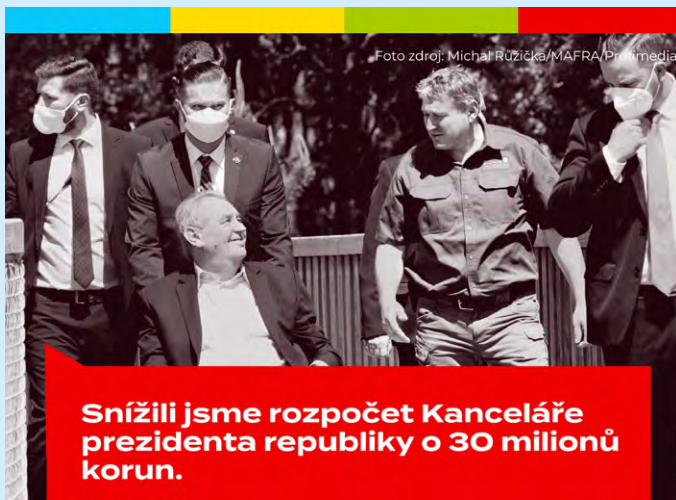 Foto zdroj: Michal Růžička/MAFRA/Profimedia
Snížili jsme rozpočet Kanceláře
prezidenta republiky o 30 milionů
korun.